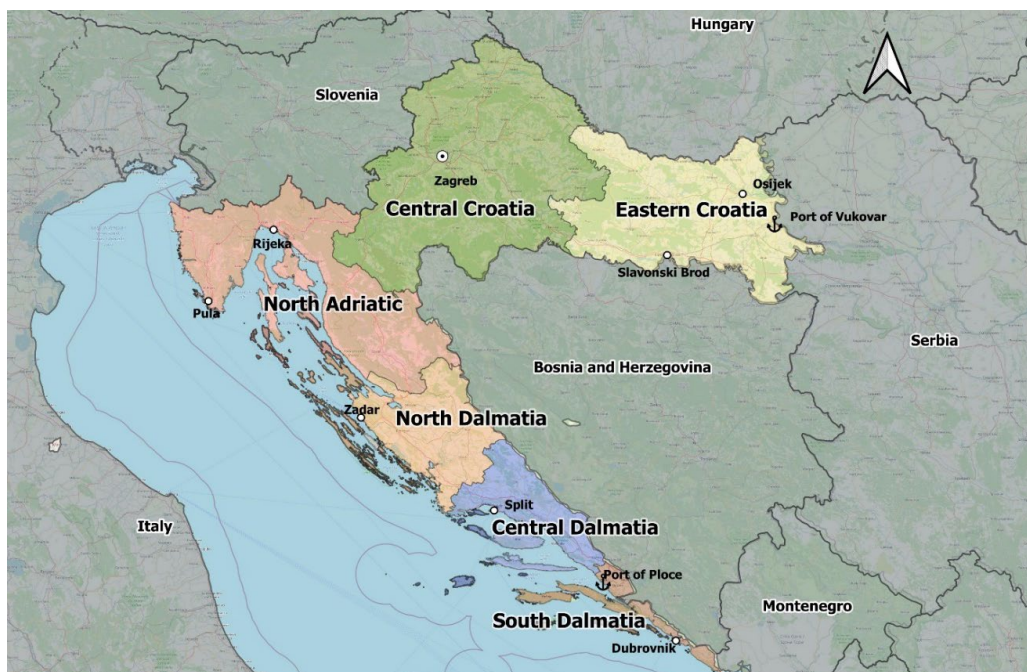 Hungary
Slovenia
Zagreb
Osijek
Central Croatia
Eastern Croatia
Port of Vukovar
Rijeka
Slavonski Brod
North Adriatic
Pula
Serbia
Bosnia and Herzegovina
Zadar
North Dalmatia
Split
Italy
Central Dalmatia
Port of Ploce
Montenegro
South Dalmatia
Dubrovnik